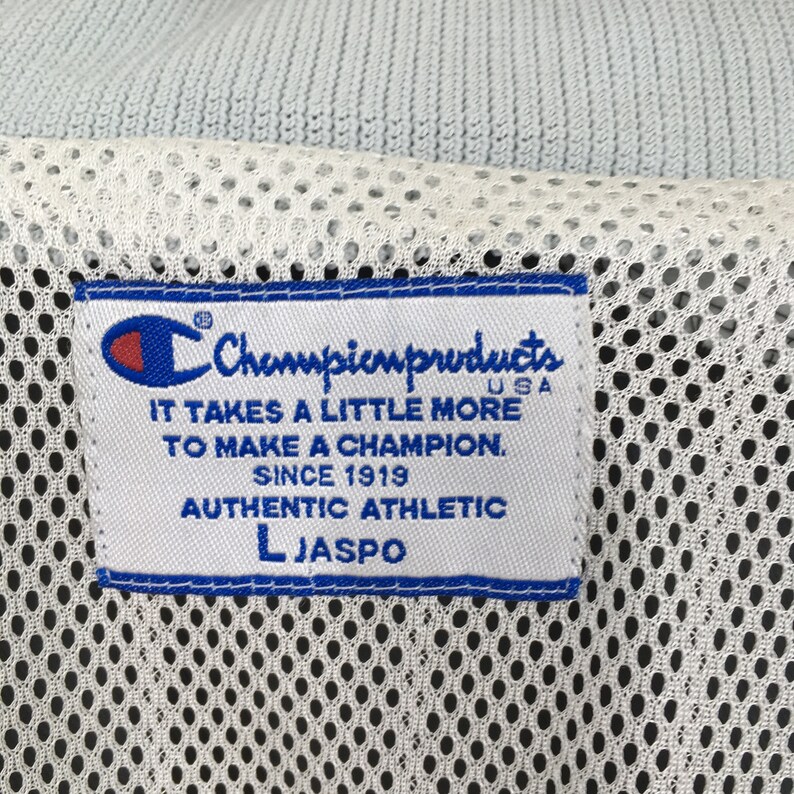 ® Championproducts
USA
IT TAKES A LITTLE MORE
TO MAKE A CHAMPION.
SINCE 1919
AUTHENTIC ATHLETIC
L JASPO